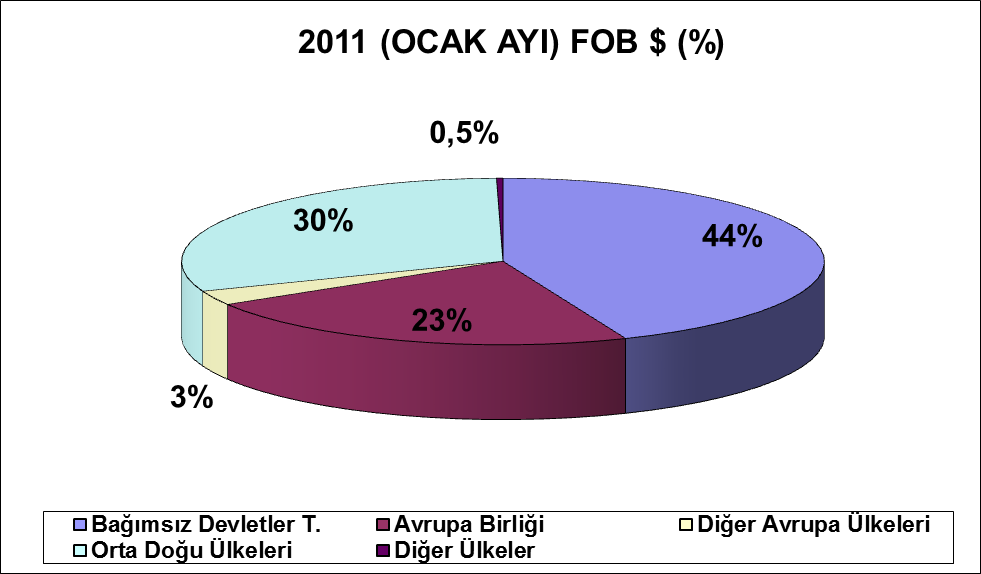 2011 (OCAK AYI) FOB $ (%)
0,5%
30%
44%
23%
3%
Bağımsız Devletler T.
Avrupa Birliği
Diğer Avrupa Ülkeleri
Orta Doğu Ülkeleri
Diğer Ülkeler